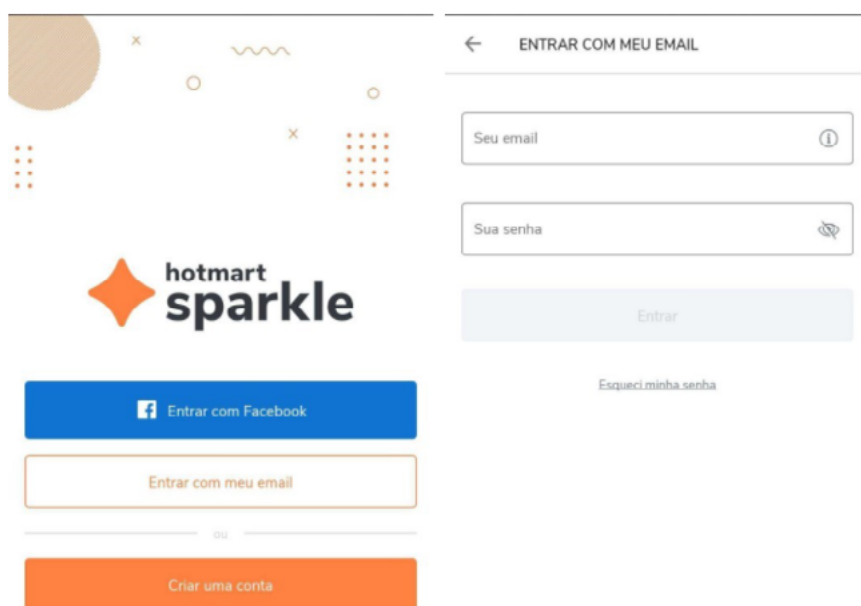 hotmart
sparkle
Entrar com Facebook
Entrar com meu email
ou
Criar uma conta
ENTRAR COM MEU EMAIL
Seu email
Sua senha
Entrar
Esqueci minha senha